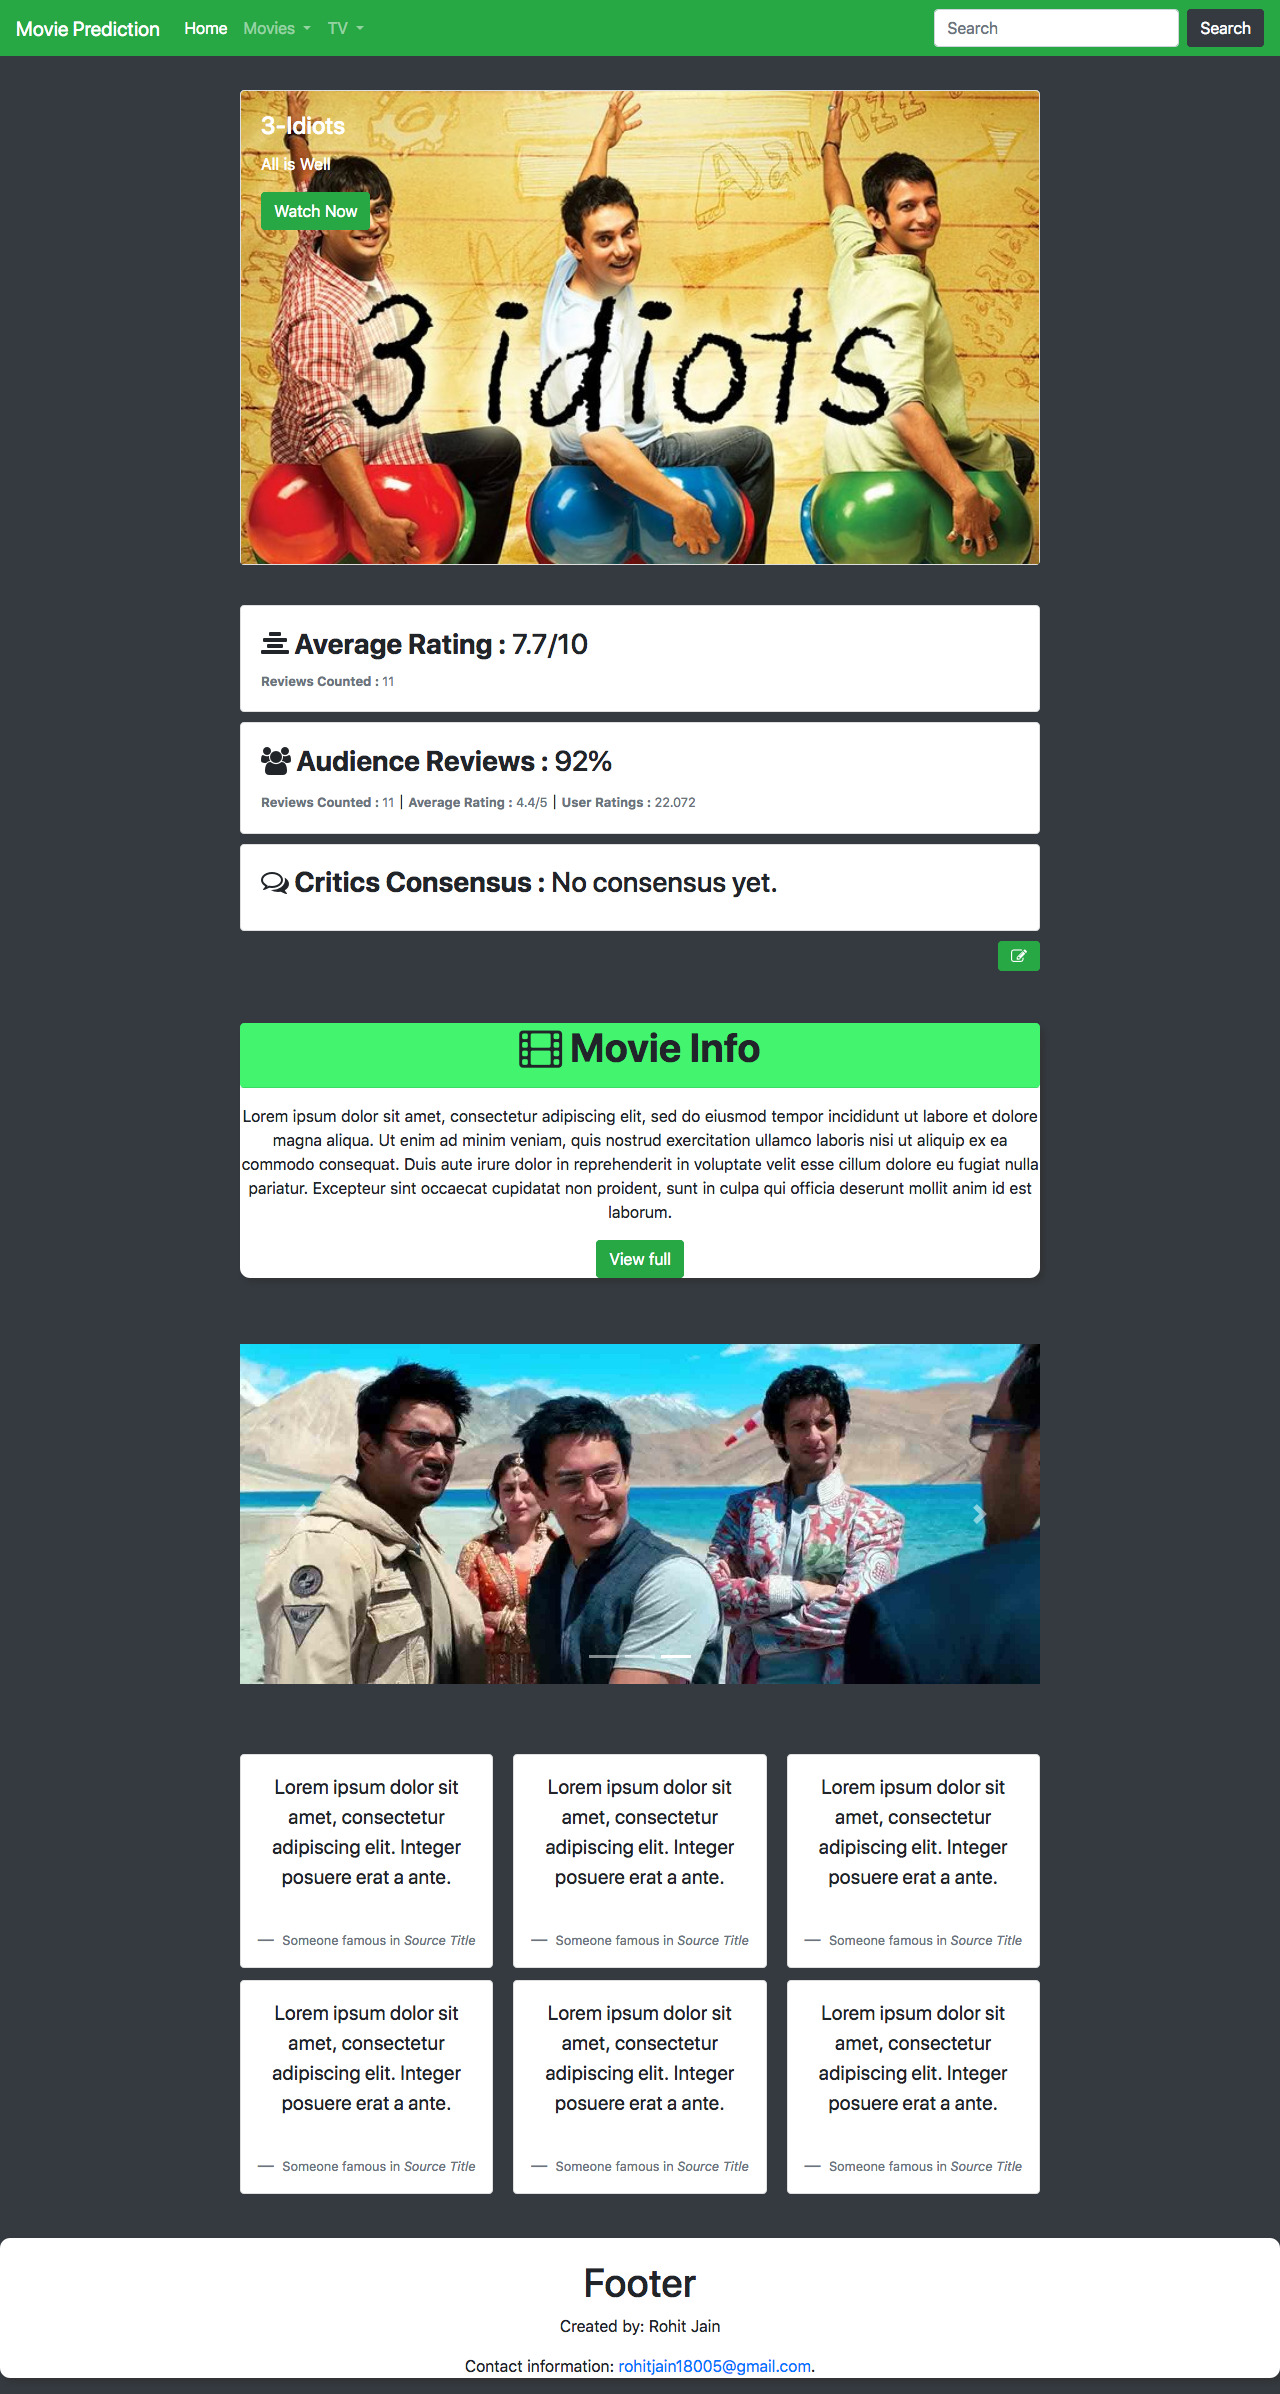 Movie Prediction Home Movies TV Search Search
3-Idiots
All is Well
Watch Now
3 idiots
Average Rating : 7.7/10
Reviews Counted : 11
Audience Reviews : 92%
Reviews Counted : 11 | Average Rating : 4.4/5 | User Ratings : 22.072
Critics Consensus : No consensus yet.
Movie Info
Lorem ipsum dolor sit amet, consectetur adipiscing elit, sed do eiusmod tempor incididunt ut labore et dolore
magna aliqua. Ut enim ad minim veniam, quis nostrud exercitation ullamco laboris nisi ut aliquip ex ea
commodo consequat. Duis aute irure dolor in reprehenderit in voluptate velit esse cillum dolore eu fugiat nulla
pariatur. Excepteur sint occaecat cupidatat non proident, sunt in culpa qui officia deserunt mollit anim id est
laborum.
View full
Lorem ipsum dolor sit
amet, consectetur
adipiscing elit. Integer
posuere erat a ante.
— Someone famous in Source Title
Lorem ipsum dolor sit
amet, consectetur
adipiscing elit. Integer
posuere erat a ante.
— Someone famous in Source Title
Lorem ipsum dolor sit
amet, consectetur
adipiscing elit. Integer
posuere erat a ante.
— Someone famous in Source Title
Lorem ipsum dolor sit
amet, consectetur
adipiscing elit. Integer
posuere erat a ante.
— Someone famous in Source Title
Lorem ipsum dolor sit
amet, consectetur
adipiscing elit. Integer
posuere erat a ante.
— Someone famous in Source Title
Lorem ipsum dolor sit
amet, consectetur
adipiscing elit. Integer
posuere erat a ante.
— Someone famous in Source Title
Footer
Created by: Rohit Jain
Contact information: rohitjain18005@gmail.com.